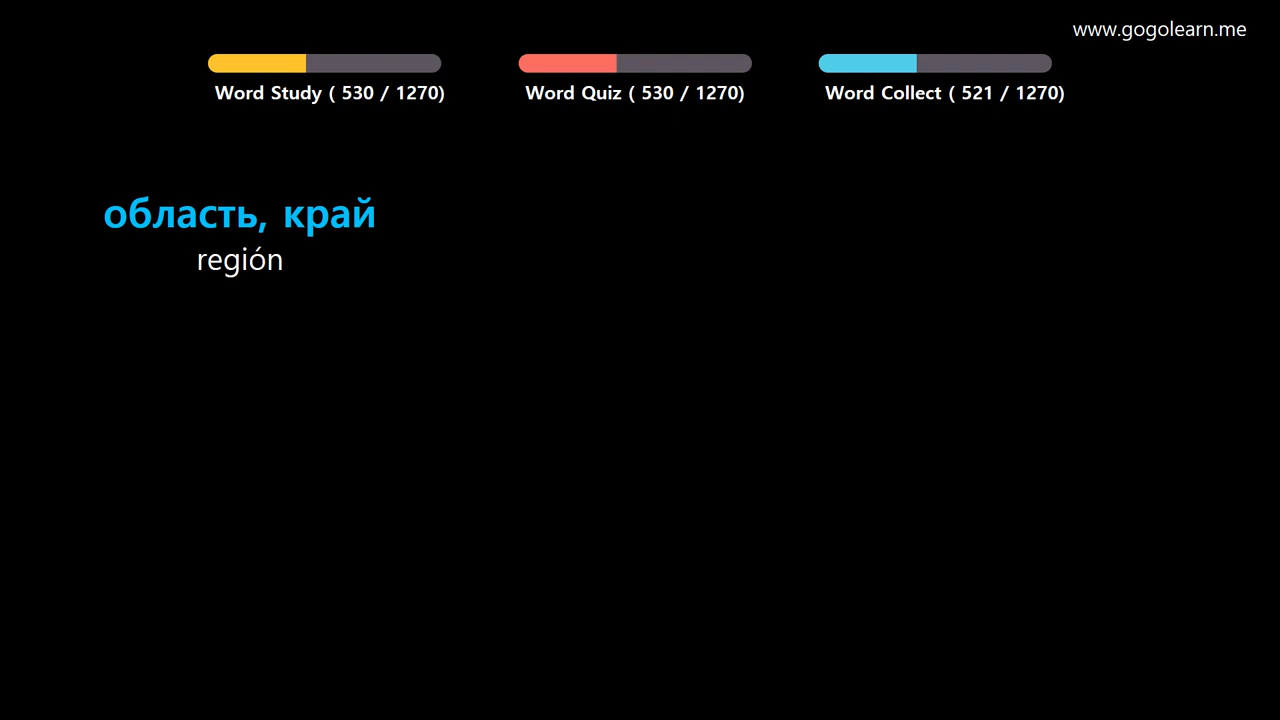 www.gogolearn.me
Word Study ( 530 / 1270)
Word Quiz ( 530 / 1270)
Word Collect ( 521 / 1270)
область, край
región